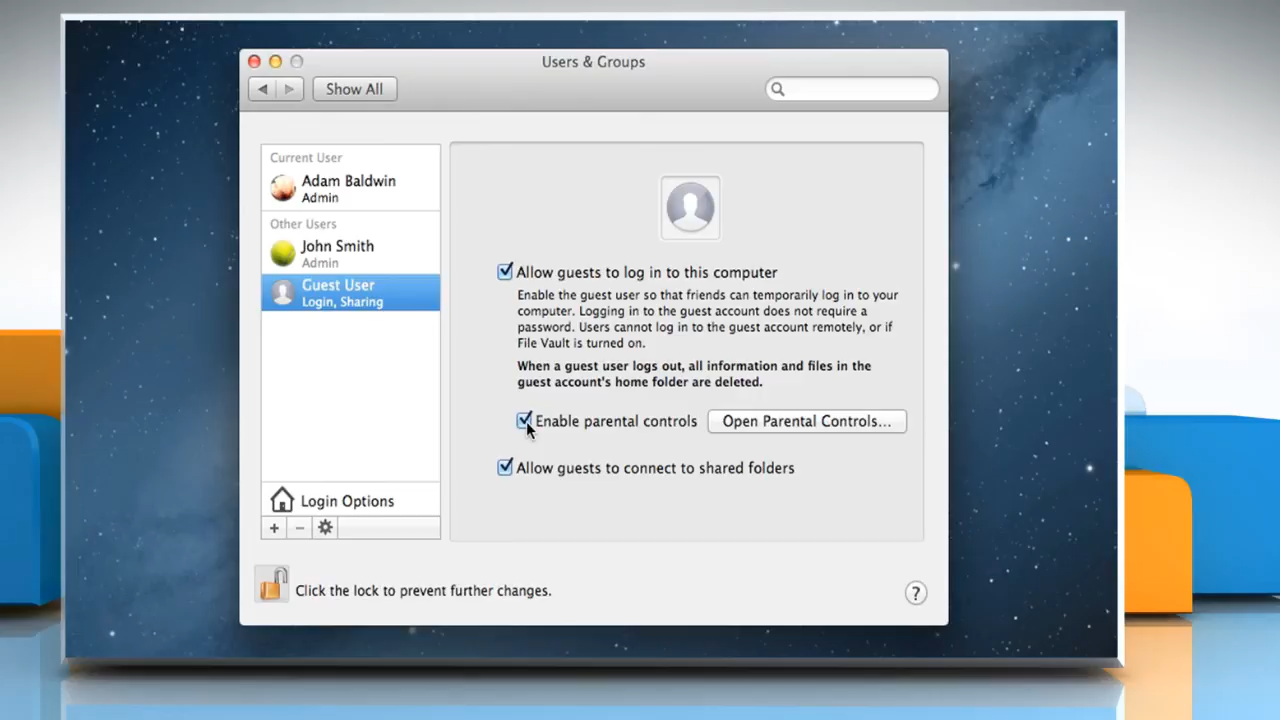 Users & Groups
Show All
Current User
Adam Baldwin
Admin
Other Users
John Smith
Admin
Guest User
Login, Sharing
Login Options
Allow guests to log in to this computer
Enable the guest user so that friends can temporarily log in to your
computer. Logging in to the guest account does not require a
password. Users cannot log in to the guest account remotely, or if
File Vault is turned on.
When a guest user logs out, all information and files in the
guest account's home folder are deleted.
Enable parental controls
Open Parental Controls...
Allow guests to connect to shared folders
Click the lock to prevent further changes.
?